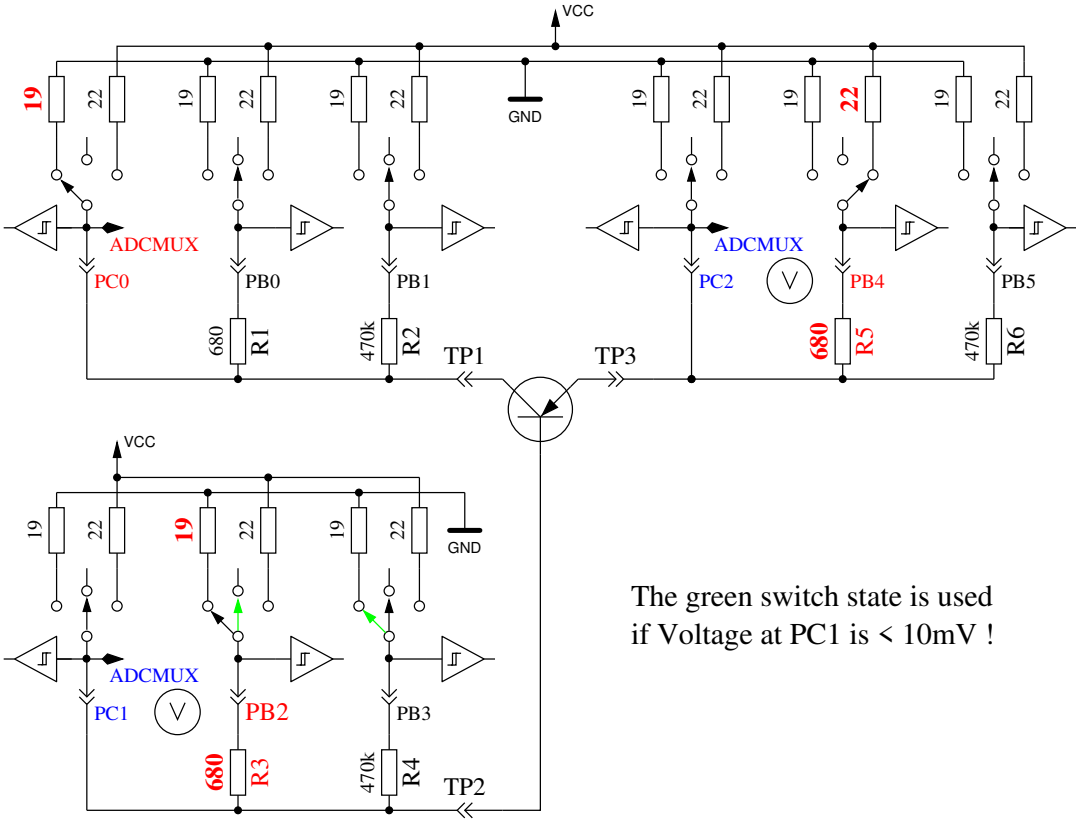 VCC
19
22
19
22
19
22
GND
19
22
19
22
19
22
ADCMUX
ADCMUX
PC0
PB0
PB1
PC2
V
PB4
PB5
680
R1
470k
R2
680
R5
470k
R6
TP1
TP3
VCC
19
22
19
22
19
22
GND
The green switch state is used
if Voltage at PC1 is < 10mV !
ADCMUX
PC1
V
PB2
PB3
680
R3
470k
R4
TP2